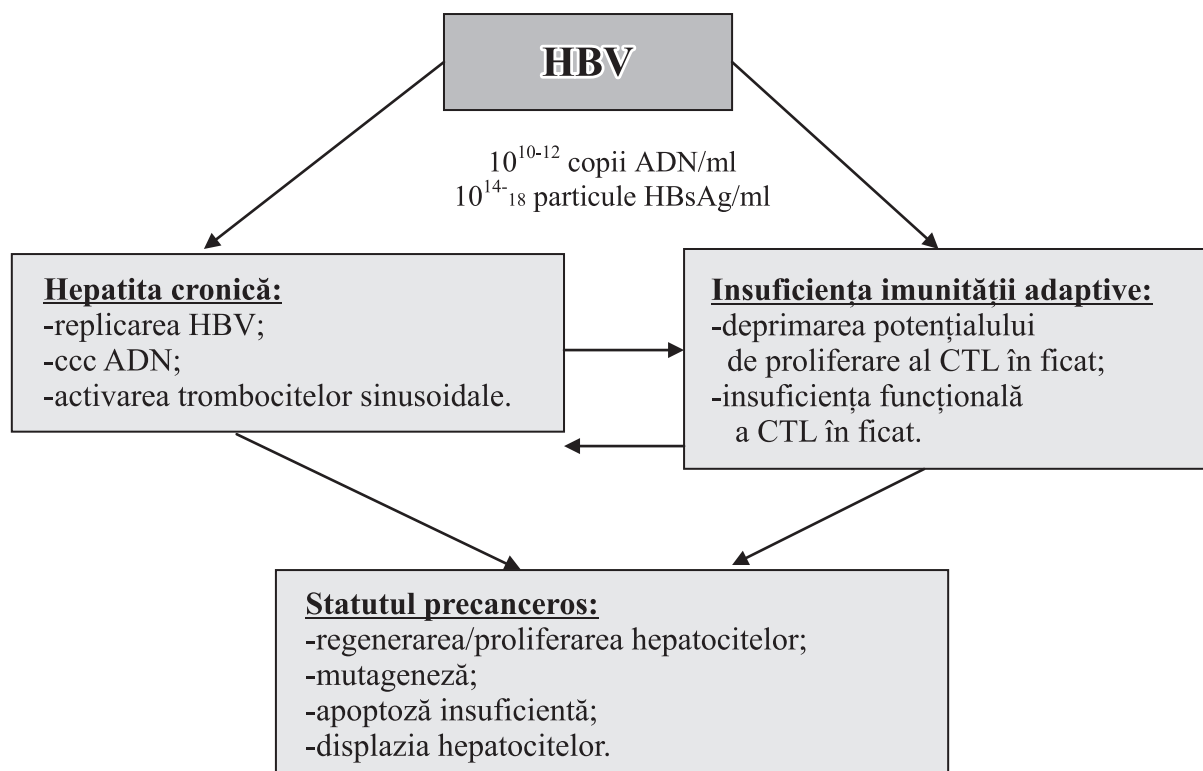 HBV
10^10-12 copii ADN/ml
10^14-18 particule HBsAg/ml
Hepatita cronică:
-replicarea HBV;
-ccc ADN;
-activarea trombocitelor sinusoidale.
Insuficiența imunității adaptive:
-deprimarea potențialului
de proliferare al CTL în ficat;
-insuficiența funcțională
a CTL în ficat.
Statutul precanceros:
-regenerarea/proliferarea hepatocitelor;
-mutageneză;
-apoptoză insuficientă;
-displazia hepatocitelor.